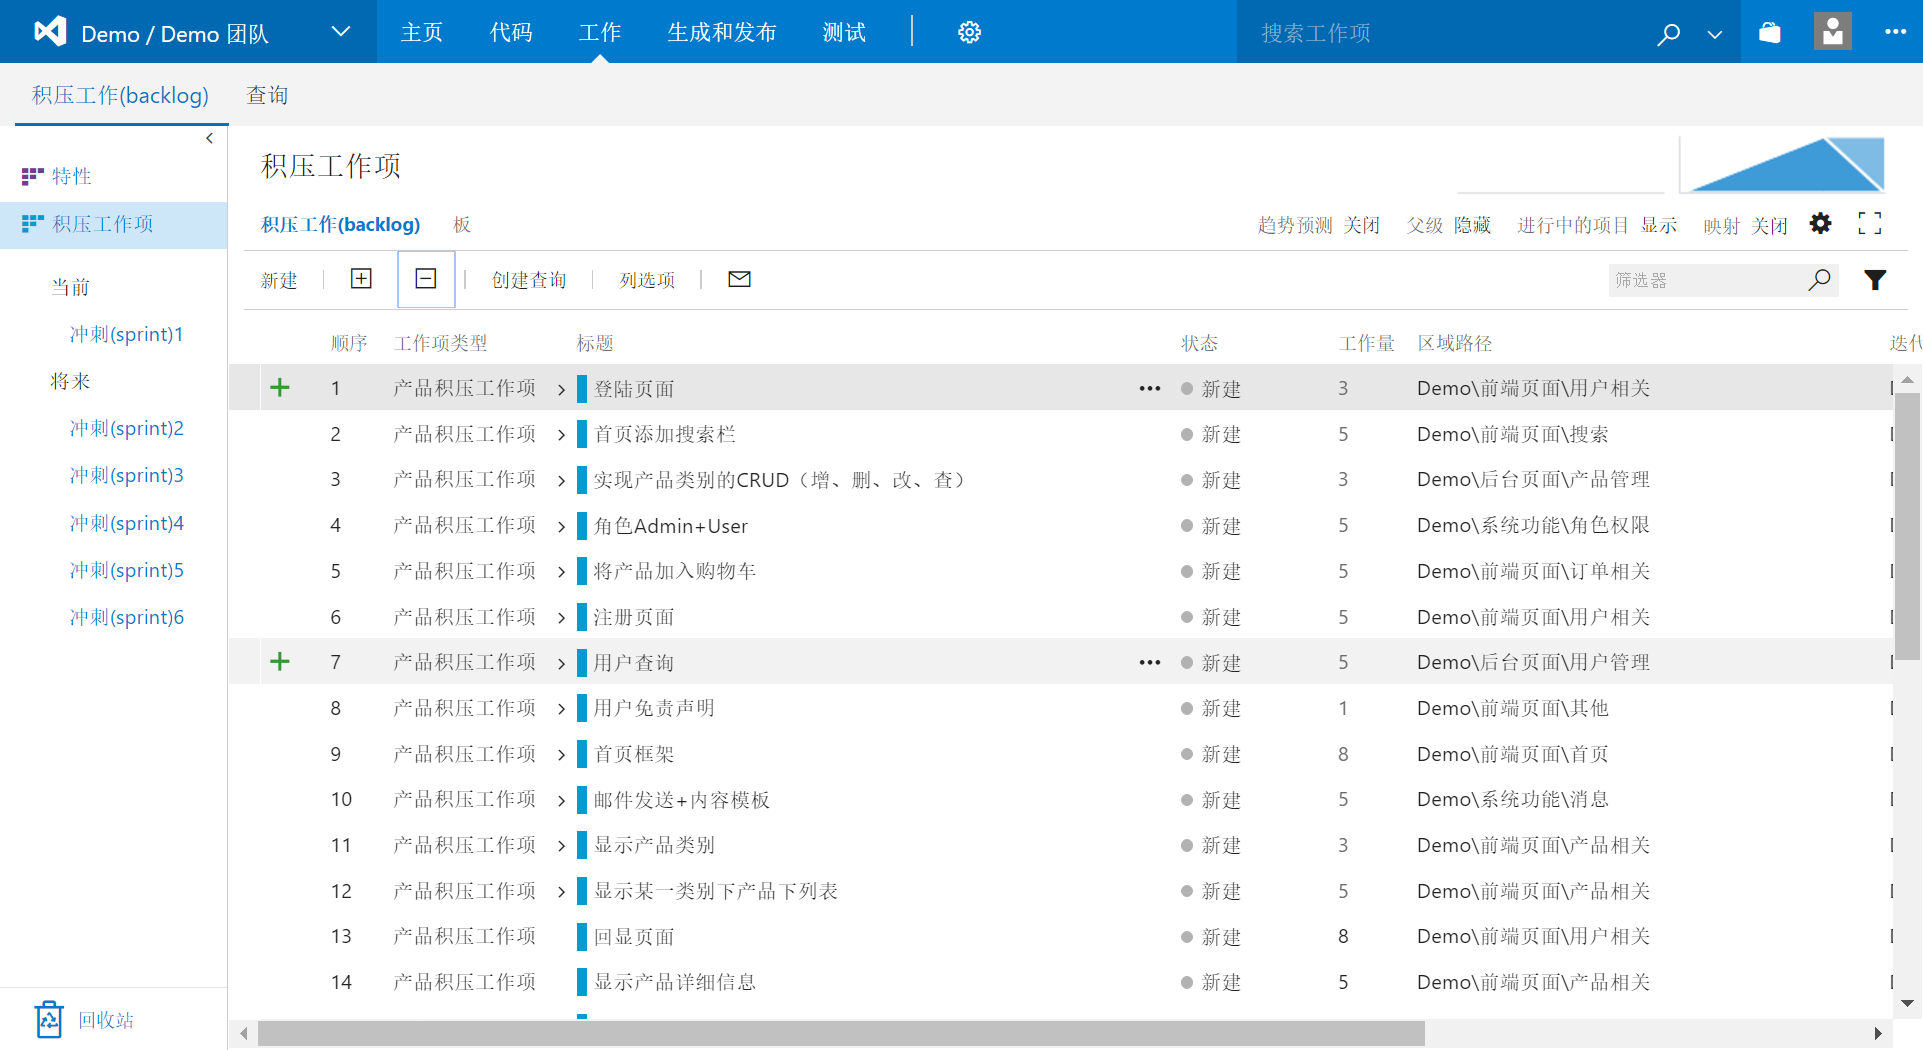 Demo / Demo 团队 主页 代码 工作 生成和发布 测试 搜索工作项
积压工作(backlog) 查询
特性
积压工作项
当前
冲刺(sprint)1
将来
冲刺(sprint)2
冲刺(sprint)3
冲刺(sprint)4
冲刺(sprint)5
冲刺(sprint)6
回收站
积压工作项
积压工作(backlog) 板 趋势预测 关闭 父级 隐藏 进行中的项目 显示 映射 关闭
新建 创建查询 列选项 筛选器
顺序 工作项类型 标题 状态 工作量 区域路径 迭代
1 产品积压工作项 登陆页面 新建 3 Demo\前端页面\用户相关
2 产品积压工作项 首页添加搜索栏 新建 5 Demo\前端页面\搜索
3 产品积压工作项 实现产品类别的CRUD（增、删、改、查） 新建 3 Demo\后台页面\产品管理
4 产品积压工作项 角色Admin+User 新建 5 Demo\系统功能\角色权限
5 产品积压工作项 将产品加入购物车 新建 5 Demo\前端页面\订单相关
6 产品积压工作项 注册页面 新建 5 Demo\前端页面\用户相关
7 产品积压工作项 用户查询 新建 5 Demo\后台页面\用户管理
8 产品积压工作项 用户免责声明 新建 1 Demo\前端页面\其他
9 产品积压工作项 首页框架 新建 8 Demo\前端页面\首页
10 产品积压工作项 邮件发送+内容模板 新建 5 Demo\系统功能\消息
11 产品积压工作项 显示产品类别 新建 3 Demo\前端页面\产品相关
12 产品积压工作项 显示某一类别下产品下列表 新建 5 Demo\前端页面\产品相关
13 产品积压工作项 回显页面 新建 8 Demo\前端页面\用户相关
14 产品积压工作项 显示产品详细信息 新建 5 Demo\前端页面\产品相关